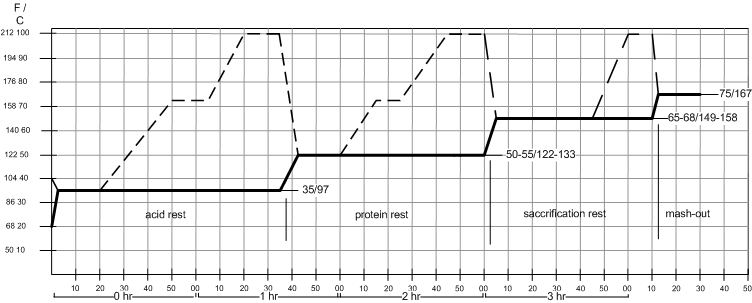 F /
C
212 100
194 90
176 80
75/167
158 70
65-68/149-158
140 60
122 50
50-55/122-133
104 40
35/97
86 30
acid rest
protein rest
saccrification rest
mash-out
68 20
50 10
10 20 30 40 50 00 10 20 30 40 50 00 10 20 30 40 50 00 10 20 30 40 50 00 10 20 30 40 50
0 hr 1 hr 2 hr 3 hr